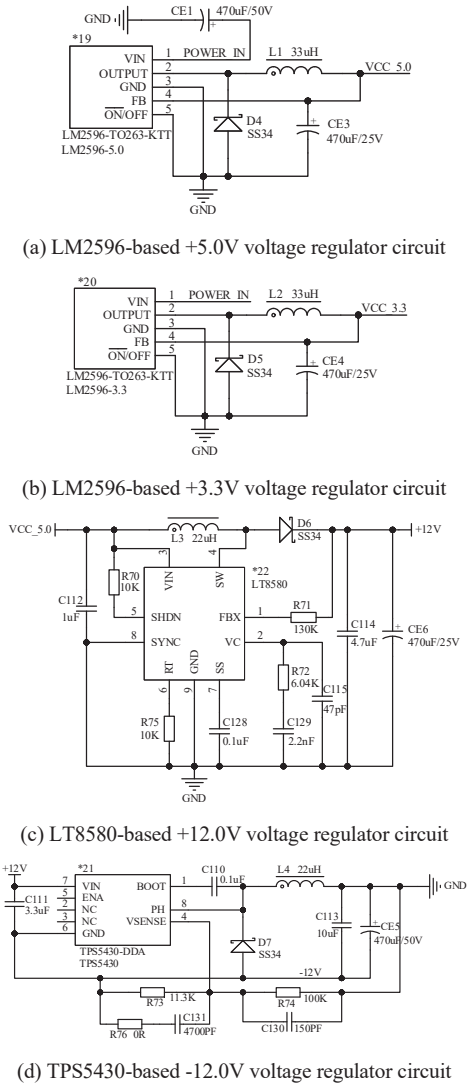 CE1 470uF/50V
GND
*19
VIN 1 POWER IN
OUTPUT 2
GND 3
FB 4
ON/OFF 5
LM2596-TO263-KTT
LM2596-5.0
L1 33uH
VCC_5.0
D4
SS34
CE3
470uF/25V
GND
(a) LM2596-based +5.0V voltage regulator circuit
*20
VIN 1 POWER IN
OUTPUT 2
GND 3
FB 4
ON/OFF 5
LM2596-TO263-KTT
LM2596-3.3
L2 33uH
VCC_3.3
D5
SS34
CE4
470uF/25V
GND
(b) LM2596-based +3.3V voltage regulator circuit
VCC_5.0
L3 22uH
D6
SS34
+12V
3 4
VIN SW
*22
LT8580
R70
10K
C112
1uF
5 SHDN
8 SYNC
FBX 1
VC 2
R71
130K
C114
4.7uF
CE6
470uF/25V
RT GND SS
6 9 7
R72
6.04K
C115
47pF
R75
10K
C128
0.1uF
C129
2.2nF
GND
(c) LT8580-based +12.0V voltage regulator circuit
+12V
*21
7 VIN
5 ENA
2 NC
3 NC
6 GND
BOOT 1
PH 8
VSENSE 4
TPS5430-DDA
TPS5430
C111
3.3uF
C110
0.1uF
L4 22uH
GND
C113
10uF
CE5
470uF/50V
D7
SS34
-12V
R73 11.3K
R74 100K
R76 0R
C131
4700PF
C130 150PF
(d) TPS5430-based -12.0V voltage regulator circuit